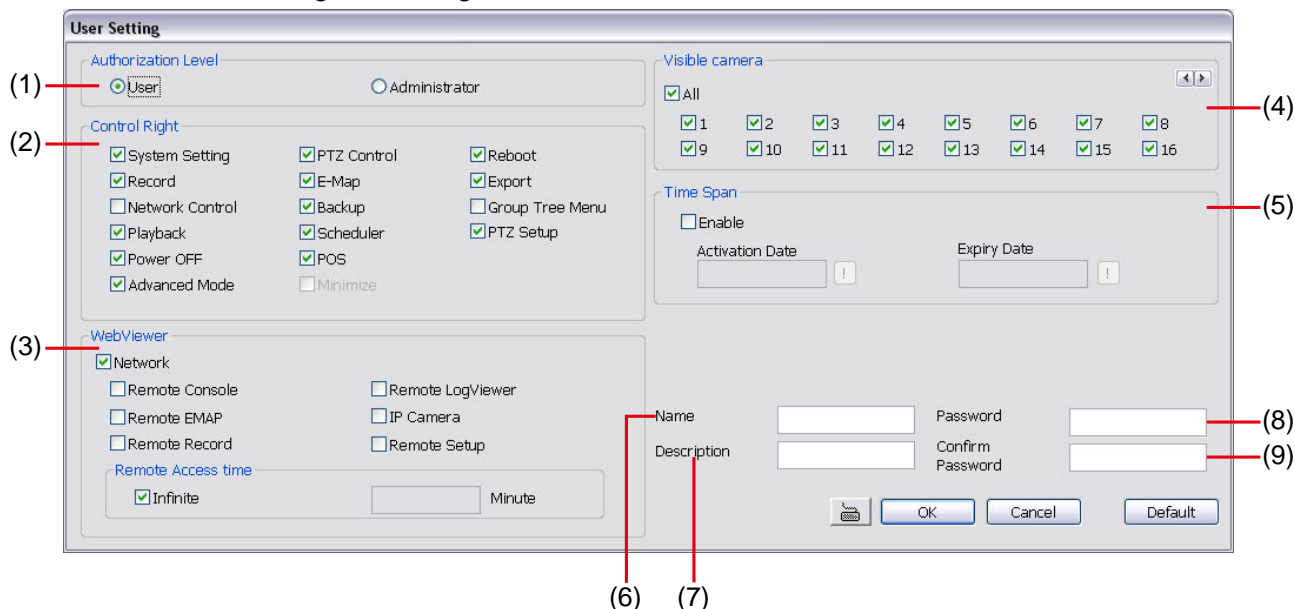 User Setting
Authorization Level
(1)
User
Administrator
Control Right
(2)
System Setting
PTZ Control
Reboot
Record
E-Map
Export
Network Control
Backup
Group Tree Menu
Playback
Scheduler
PTZ Setup
Power OFF
POS
Advanced Mode
Minimize
WebViewer
(3)
Network
Remote Console
Remote LogViewer
Remote EMAP
IP Camera
Remote Record
Remote Setup
Remote Access time
Infinite
Minute
Visible camera
All
(4)
1 2 3 4 5 6 7 8
9 10 11 12 13 14 15 16
Time Span
(5)
Enable
Activation Date
Expiry Date
!
!
Name
Password
(8)
Description
Confirm
Password
(9)
OK
Cancel
Default
(6)
(7)